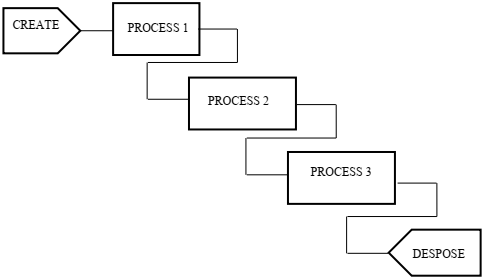 CREATE
PROCESS 1
PROCESS 2
PROCESS 3
DESPOSE